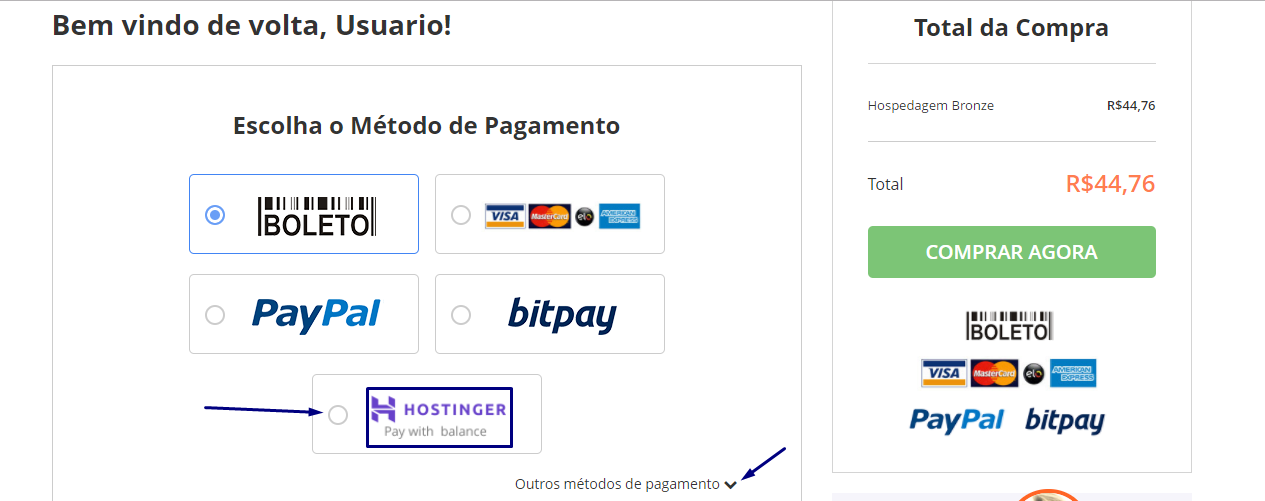 Bem vindo de volta, Usuario!
Escolha o Método de Pagamento
BOLETO
VISA MasterCard elo AMERICAN EXPRESS
PayPal
bitpay
HOSTINGER
Pay with balance
Outros métodos de pagamento
Total da Compra
Hospedagem Bronze R$44,76
Total R$44,76
COMPRAR AGORA
BOLETO
VISA MasterCard elo AMERICAN EXPRESS
PayPal bitpay